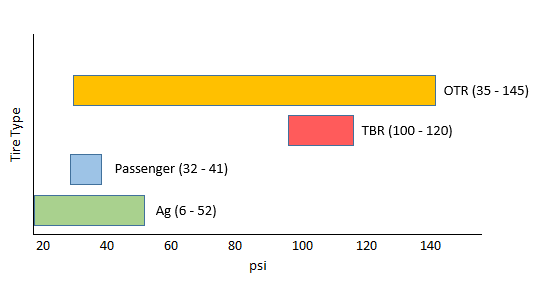 OTR (35 - 145)
TBR (100 - 120)
Tire Type
Passenger (32 - 41)
Ag (6 - 52)
20 40 60 80 100 120 140
psi